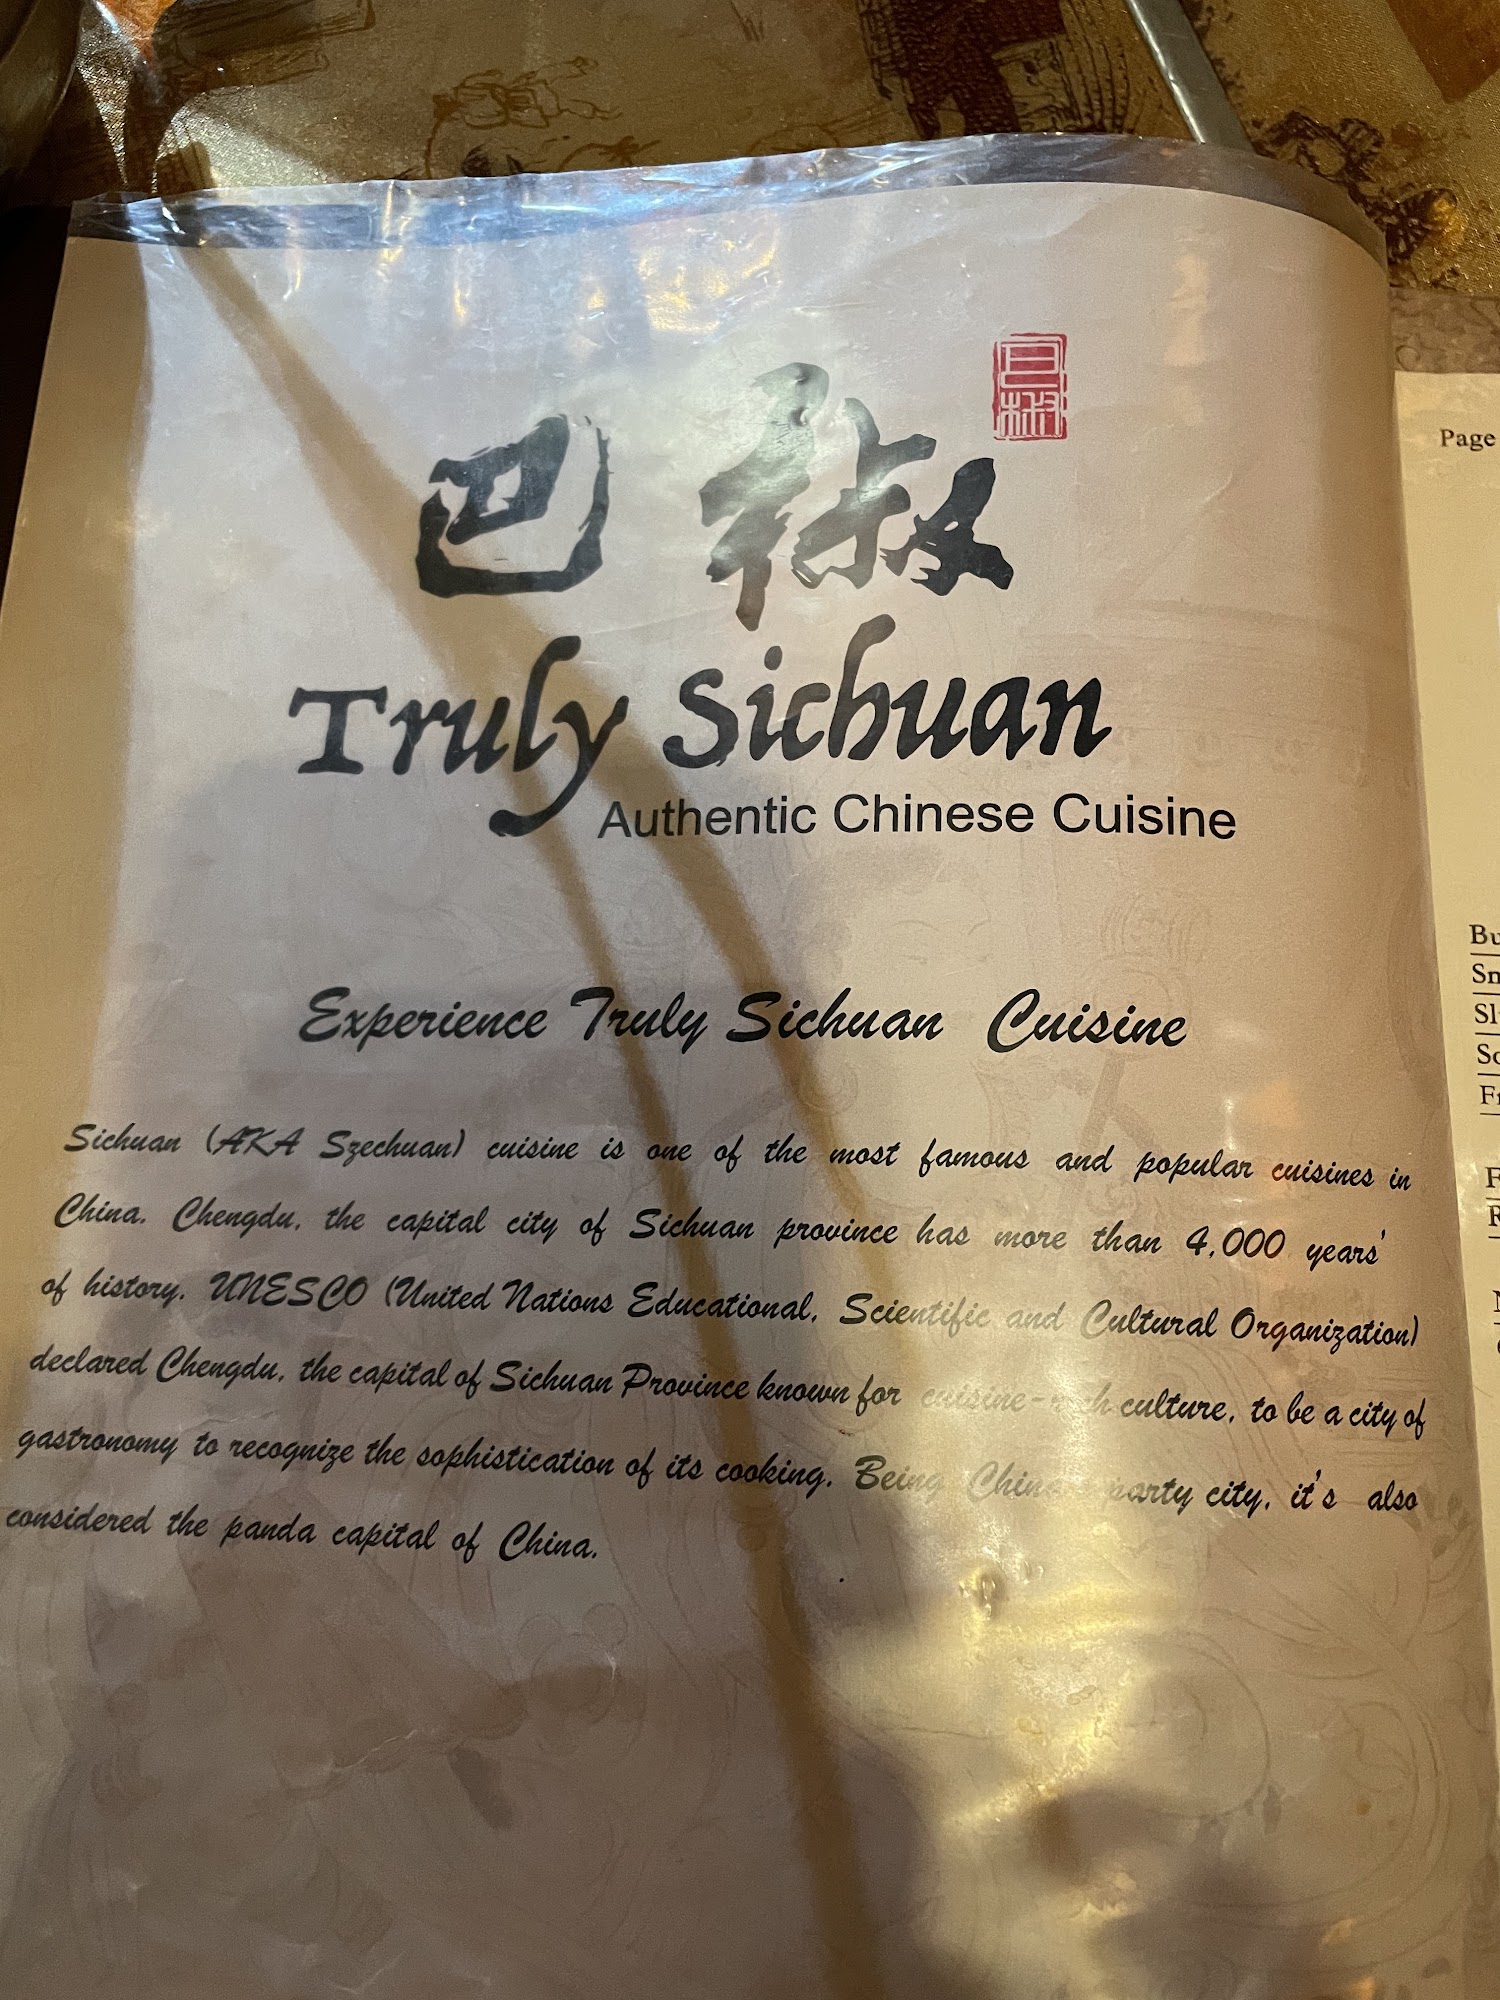 巴 椒
Truly Sichuan
Authentic Chinese Cuisine
Experience Truly Sichuan Cuisine
Sichuan (AKA Szechuan) cuisine is one of the most famous and popular cuisines in
China. Chengdu, the capital city of Sichuan province has more than 4,000 years'
of history. UNESCO (United Nations Educational, Scientific and Cultural Organization)
declared Chengdu, the capital of Sichuan Province known for cuisine-rich culture, to be a city of
gastronomy to recognize the sophistication of its cooking. Being China's party city, it's also
considered the panda capital of China.
Page